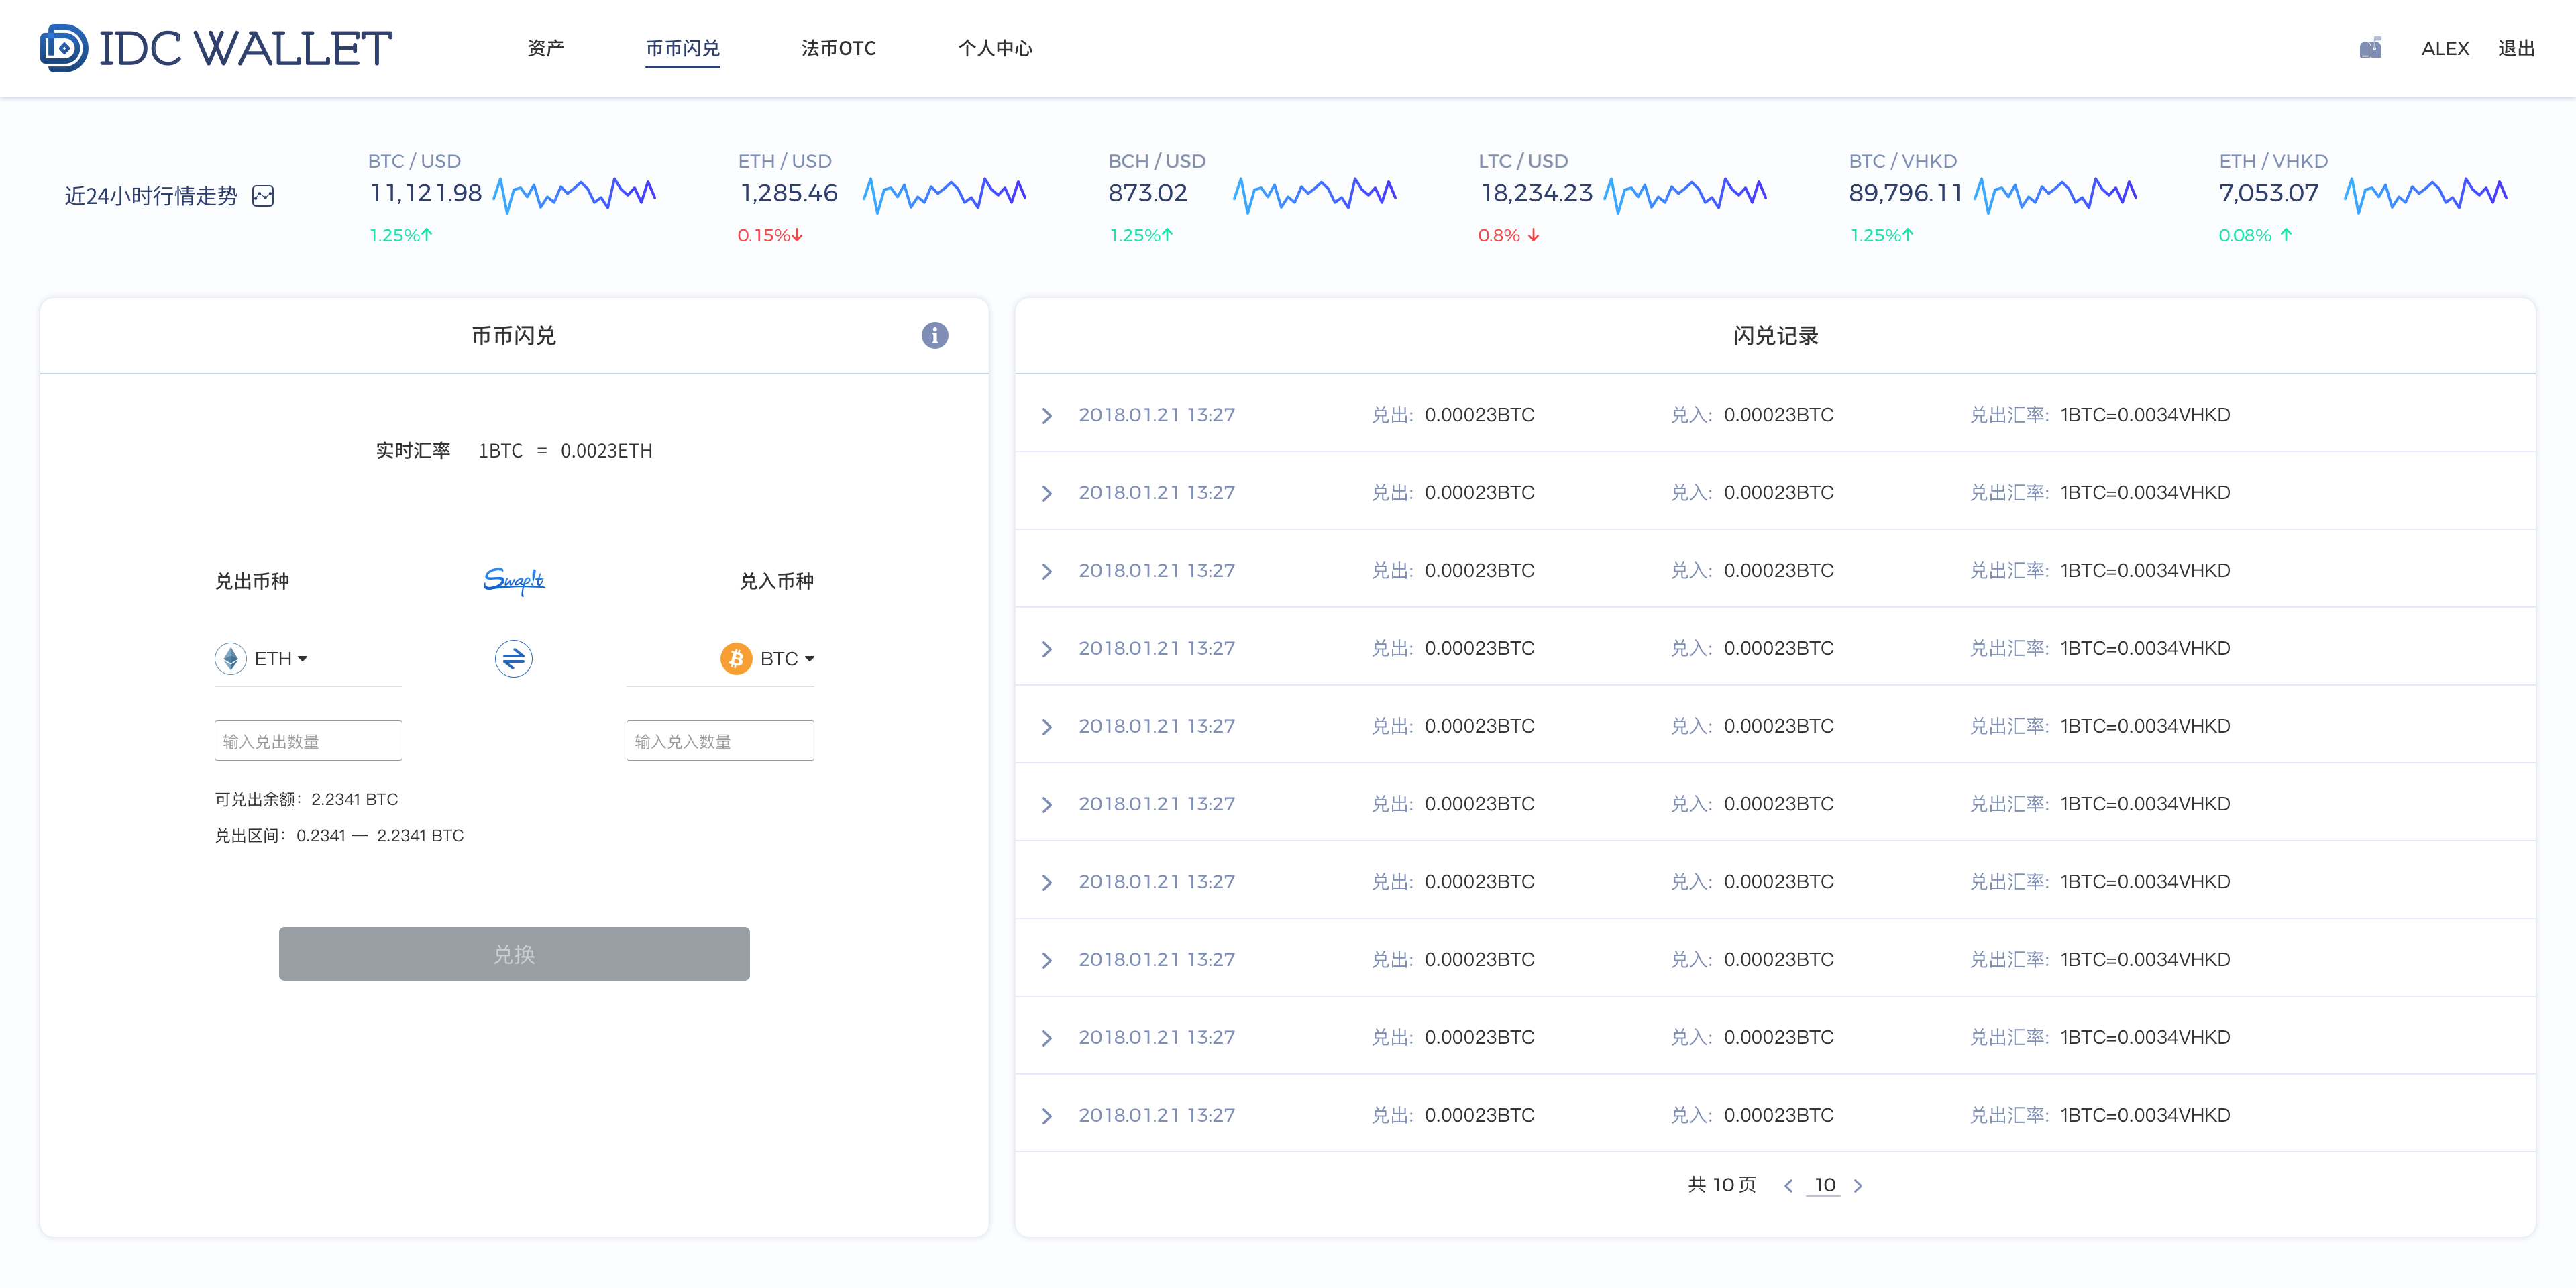 IDC WALLET 资产 币币闪兑 法币OTC 个人中心 ALEX 退出
近24小时行情走势
BTC / USD
11,121.98
1.25%↑
ETH / USD
1,285.46
0.15%↓
BCH / USD
873.02
1.25%↑
LTC / USD
18,234.23
0.8% ↓
BTC / VHKD
89,796.11
1.25%↑
ETH / VHKD
7,053.07
0.08% ↑
币币闪兑
实时汇率 1BTC = 0.0023ETH
兑出币种 Swap!t 兑入币种
ETH BTC
输入兑出数量 输入兑入数量
可兑出余额：2.2341 BTC
兑出区间：0.2341 — 2.2341 BTC
兑换
闪兑记录
2018.01.21 13:27 兑出: 0.00023BTC 兑入: 0.00023BTC 兑出汇率: 1BTC=0.0034VHKD
2018.01.21 13:27 兑出: 0.00023BTC 兑入: 0.00023BTC 兑出汇率: 1BTC=0.0034VHKD
2018.01.21 13:27 兑出: 0.00023BTC 兑入: 0.00023BTC 兑出汇率: 1BTC=0.0034VHKD
2018.01.21 13:27 兑出: 0.00023BTC 兑入: 0.00023BTC 兑出汇率: 1BTC=0.0034VHKD
2018.01.21 13:27 兑出: 0.00023BTC 兑入: 0.00023BTC 兑出汇率: 1BTC=0.0034VHKD
2018.01.21 13:27 兑出: 0.00023BTC 兑入: 0.00023BTC 兑出汇率: 1BTC=0.0034VHKD
2018.01.21 13:27 兑出: 0.00023BTC 兑入: 0.00023BTC 兑出汇率: 1BTC=0.0034VHKD
2018.01.21 13:27 兑出: 0.00023BTC 兑入: 0.00023BTC 兑出汇率: 1BTC=0.0034VHKD
2018.01.21 13:27 兑出: 0.00023BTC 兑入: 0.00023BTC 兑出汇率: 1BTC=0.0034VHKD
2018.01.21 13:27 兑出: 0.00023BTC 兑入: 0.00023BTC 兑出汇率: 1BTC=0.0034VHKD
共 10 页 < 10 >